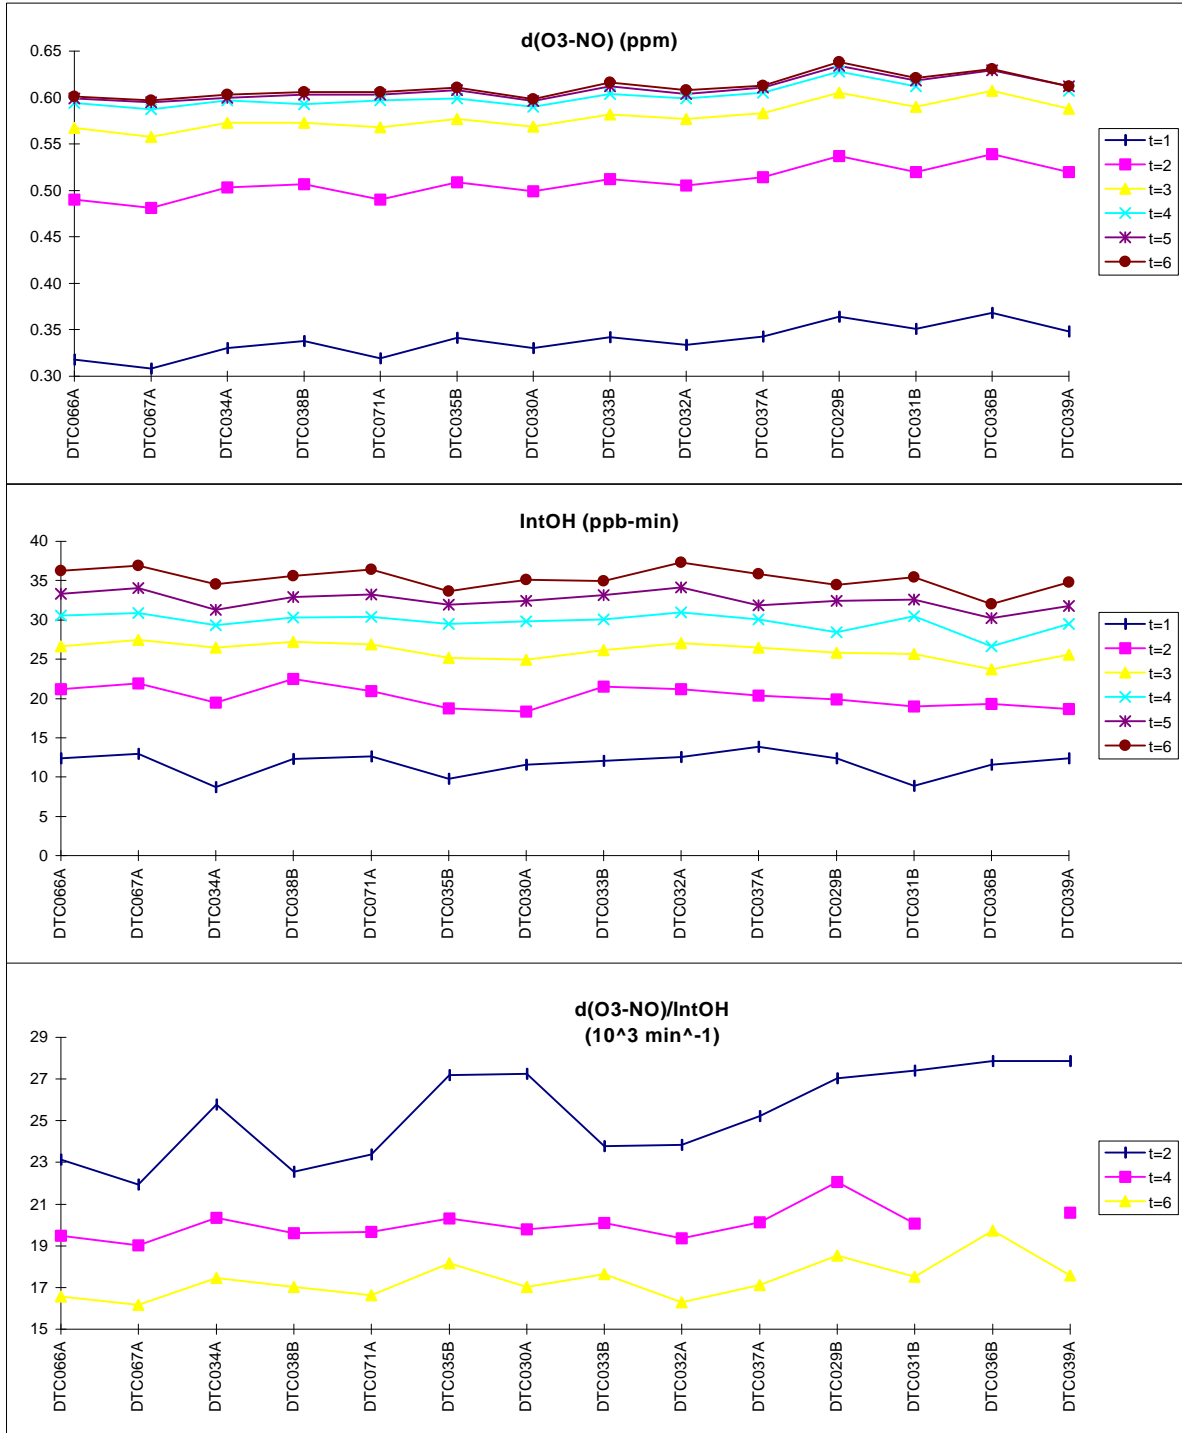 d(O3-NO) (ppm)
0.65
0.60
0.55
0.50
0.45
0.40
0.35
0.30
DTC066A
DTC067A
DTC034A
DTC038B
DTC071A
DTC035B
DTC030A
DTC033B
DTC032A
DTC037A
DTC029B
DTC031B
DTC036B
DTC039A
t=1
t=2
t=3
t=4
t=5
t=6
IntOH (ppb-min)
40
35
30
25
20
15
10
5
0
DTC066A
DTC067A
DTC034A
DTC038B
DTC071A
DTC035B
DTC030A
DTC033B
DTC032A
DTC037A
DTC029B
DTC031B
DTC036B
DTC039A
t=1
t=2
t=3
t=4
t=5
t=6
d(O3-NO)/IntOH
(10^3 min^-1)
29
27
25
23
21
19
17
15
DTC066A
DTC067A
DTC034A
DTC038B
DTC071A
DTC035B
DTC030A
DTC033B
DTC032A
DTC037A
DTC029B
DTC031B
DTC036B
DTC039A
t=2
t=4
t=6